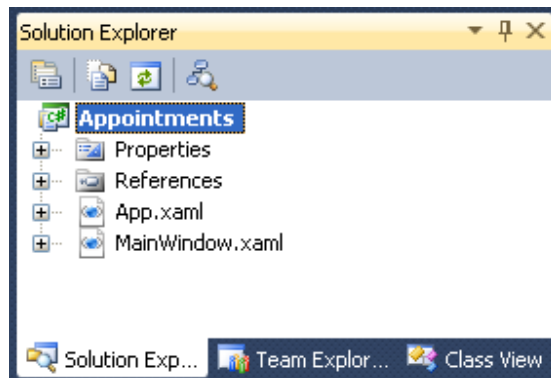 Solution Explorer
C#
Appointments
Properties
References
App.xaml
MainWindow.xaml
Solution Exp... Team Explor... Class View